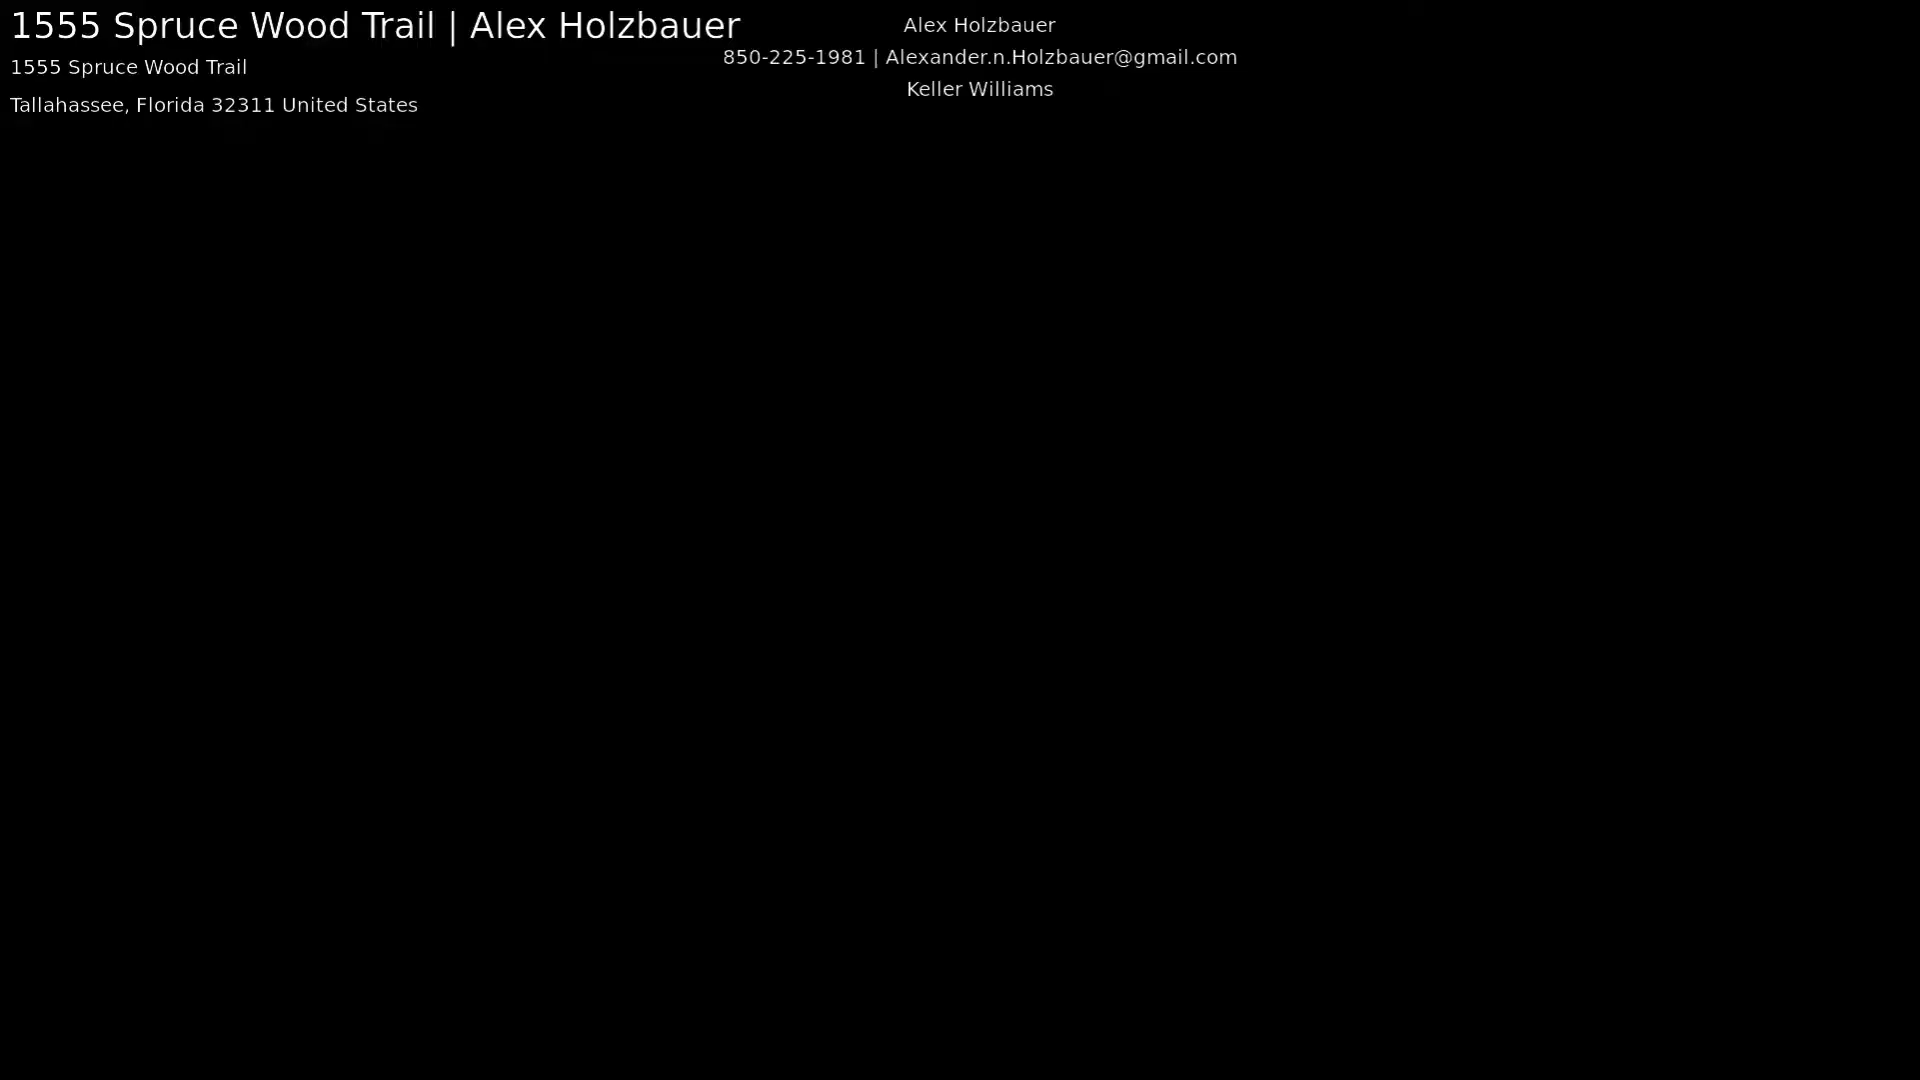 1555 Spruce Wood Trail | Alex Holzbauer
1555 Spruce Wood Trail
Tallahassee, Florida 32311 United States
Alex Holzbauer
850-225-1981 | Alexander.n.Holzbauer@gmail.com
Keller Williams